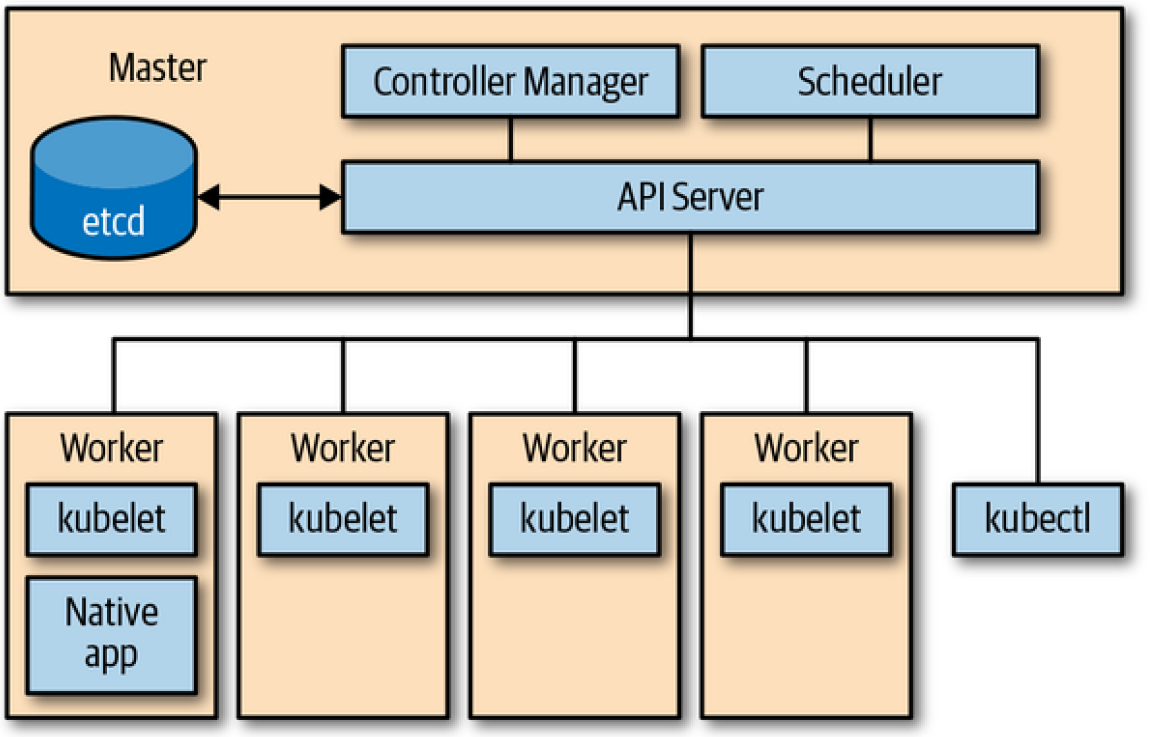 Master
Controller Manager
Scheduler
etcd
API Server
Worker
kubelet
Native
app
Worker
kubelet
Worker
kubelet
Worker
kubelet
kubectl